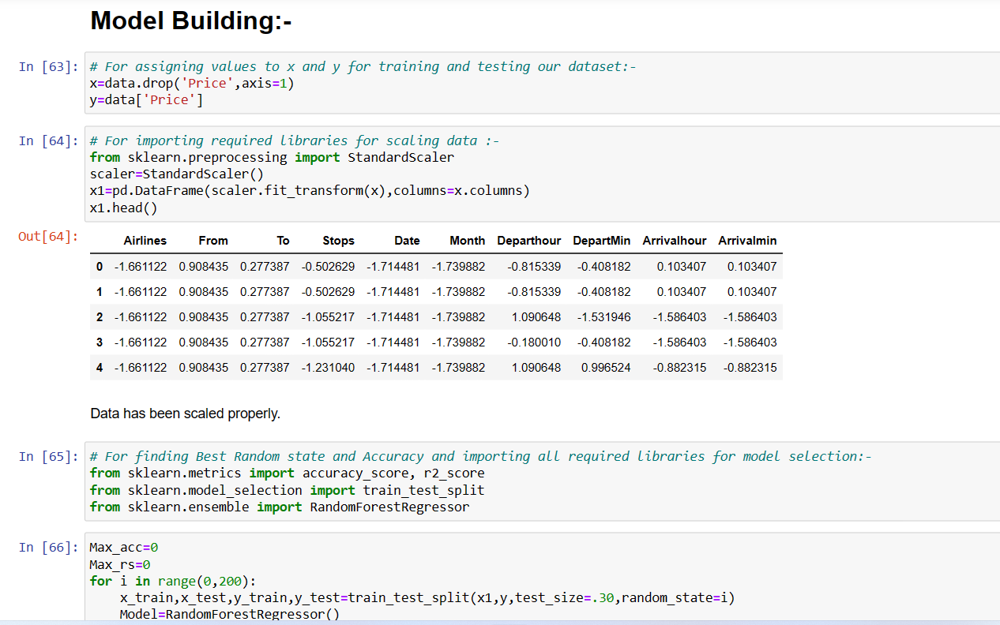 Model Building:-
In [63]: # For assigning values to x and y for training and testing our dataset:-
x=data.drop('Price',axis=1)
y=data['Price']
In [64]: # For importing required libraries for scaling data :-
from sklearn.preprocessing import StandardScaler
scaler=StandardScaler()
x1=pd.DataFrame(scaler.fit_transform(x),columns=x.columns)
x1.head()
Out[64]:
Airlines From To Stops Date Month Departhour DepartMin Arrivalhour Arrivalmin
0 -1.661122 0.908435 0.277387 -0.502629 -1.714481 -1.739882 -0.815339 -0.408182 0.103407 0.103407
1 -1.661122 0.908435 0.277387 -0.502629 -1.714481 -1.739882 -0.815339 -0.408182 0.103407 0.103407
2 -1.661122 0.908435 0.277387 -1.055217 -1.714481 -1.739882 1.090648 -1.531946 -1.586403 -1.586403
3 -1.661122 0.908435 0.277387 -1.055217 -1.714481 -1.739882 -0.180010 -0.408182 -1.586403 -1.586403
4 -1.661122 0.908435 0.277387 -1.231040 -1.714481 -1.739882 1.090648 0.996524 -0.882315 -0.882315
Data has been scaled properly.
In [65]: # For finding Best Random state and Accuracy and importing all required libraries for model selection:-
from sklearn.metrics import accuracy_score, r2_score
from sklearn.model_selection import train_test_split
from sklearn.ensemble import RandomForestRegressor
In [66]: Max_acc=0
Max_rs=0
for i in range(0,200):
    x_train,x_test,y_train,y_test=train_test_split(x1,y,test_size=.30,random_state=i)
    Model=RandomForestRegressor()